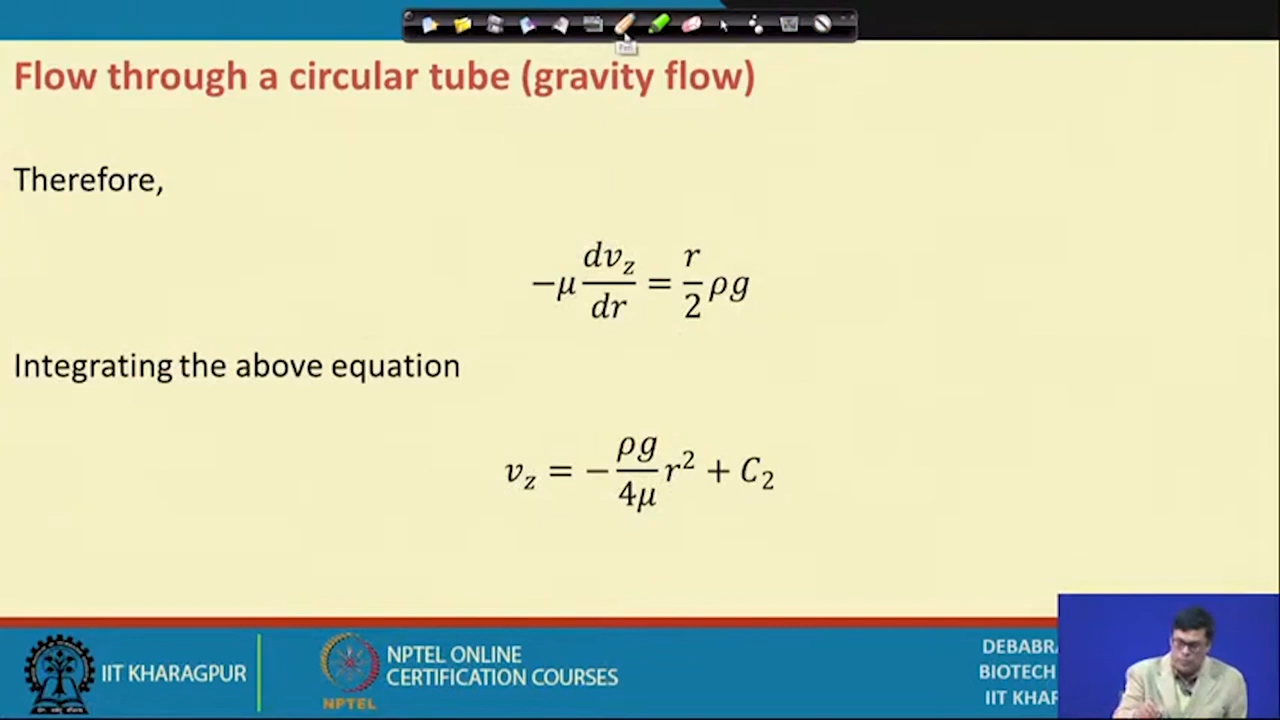 Flow through a circular tube (gravity flow)
Therefore,
−μ dv_z/dr = r/2 ρg
Integrating the above equation
v_z = − ρg/4μ r² + C₂
IIT KHARAGPUR
NPTEL
NPTEL ONLINE
CERTIFICATION COURSES
DEBABRA
BIOTECH
IIT KHAR